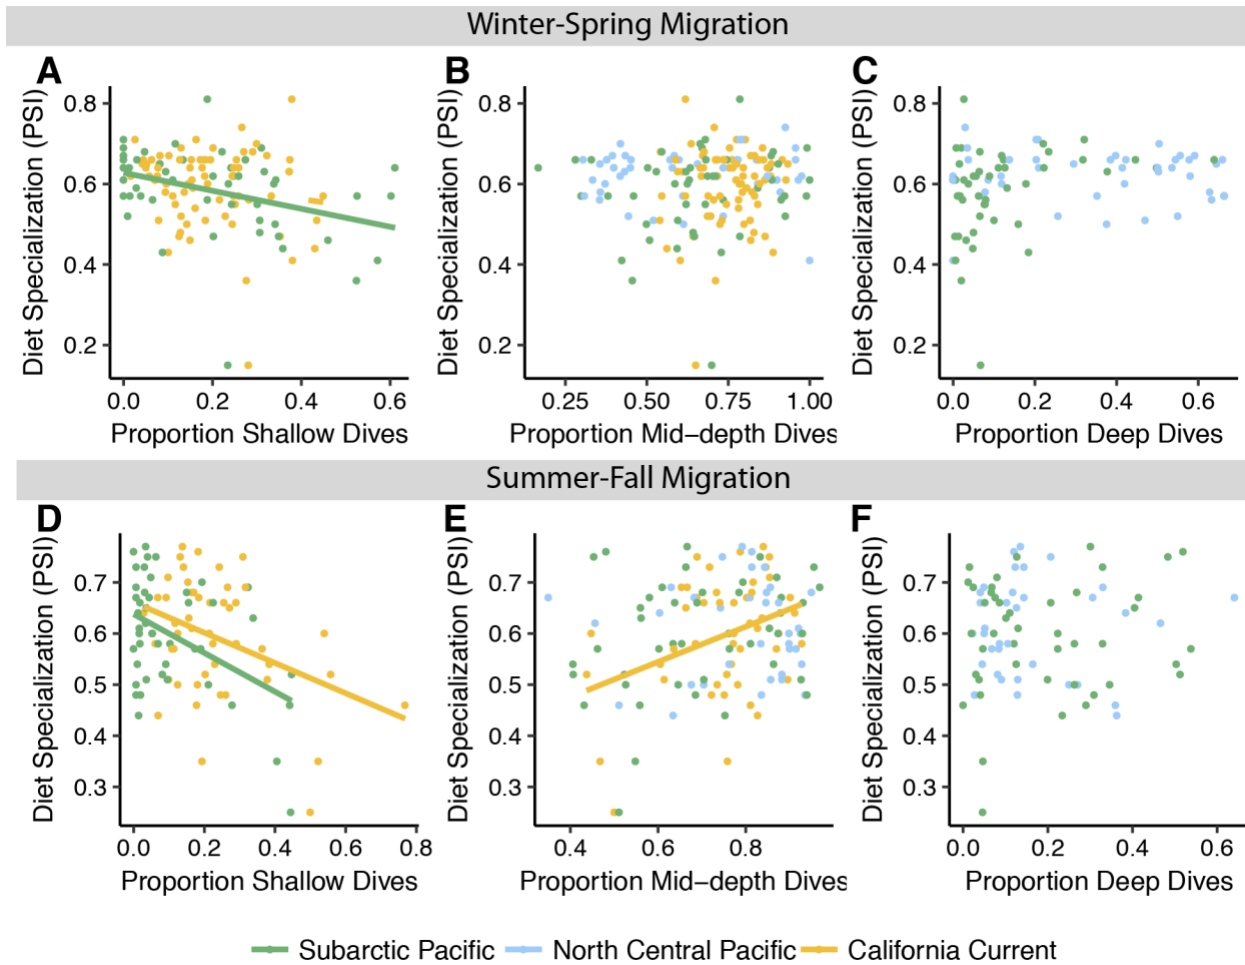 Winter-Spring Migration
A
B
C
Diet Specialization (PSI)
0.8
0.6
0.4
0.2
0.0 0.2 0.4 0.6
Proportion Shallow Dives
Diet Specialization (PSI)
0.8
0.6
0.4
0.2
0.25 0.50 0.75 1.00
Proportion Mid−depth Dives
Diet Specialization (PSI)
0.8
0.6
0.4
0.2
0.0 0.2 0.4 0.6
Proportion Deep Dives
Summer-Fall Migration
D
E
F
Diet Specialization (PSI)
0.7
0.6
0.5
0.4
0.3
0.0 0.2 0.4 0.6 0.8
Proportion Shallow Dives
Diet Specialization (PSI)
0.7
0.6
0.5
0.4
0.3
0.4 0.6 0.8
Proportion Mid−depth Dives
Diet Specialization (PSI)
0.7
0.6
0.5
0.4
0.3
0.0 0.2 0.4 0.6
Proportion Deep Dives
Subarctic Pacific North Central Pacific California Current